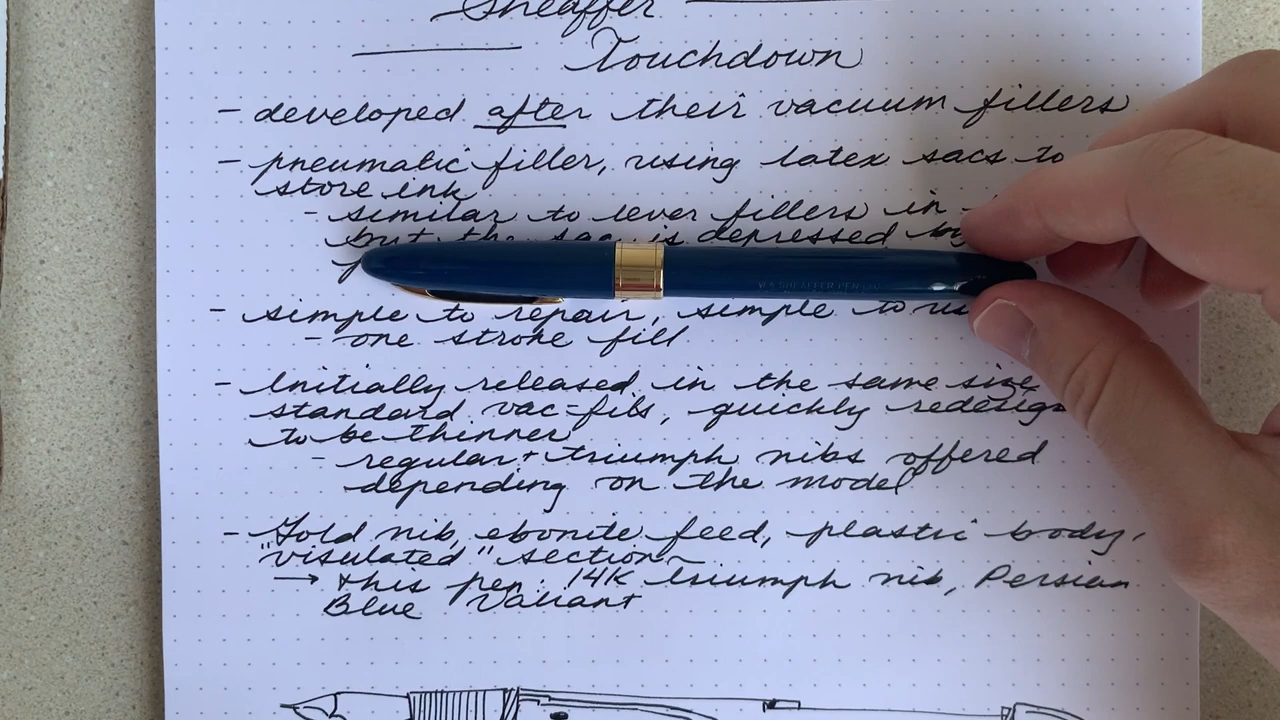 Sheaffer
Touchdown
- developed after their vacuum fillers
- pneumatic filler, using latex sacs to
store ink
- similar to lever fillers in
but the sac is depressed by
- simple to repair, simple to
- one stroke fill
- Initially released in the same size
standard vac-fils, quickly redesign
to be thinner
- regular + triumph nibs offered
depending on the model
- Gold nib, ebonite feed, plastic body,
"visulated" section
→ this pen: 14K triumph nib, Persian
Blue Valiant